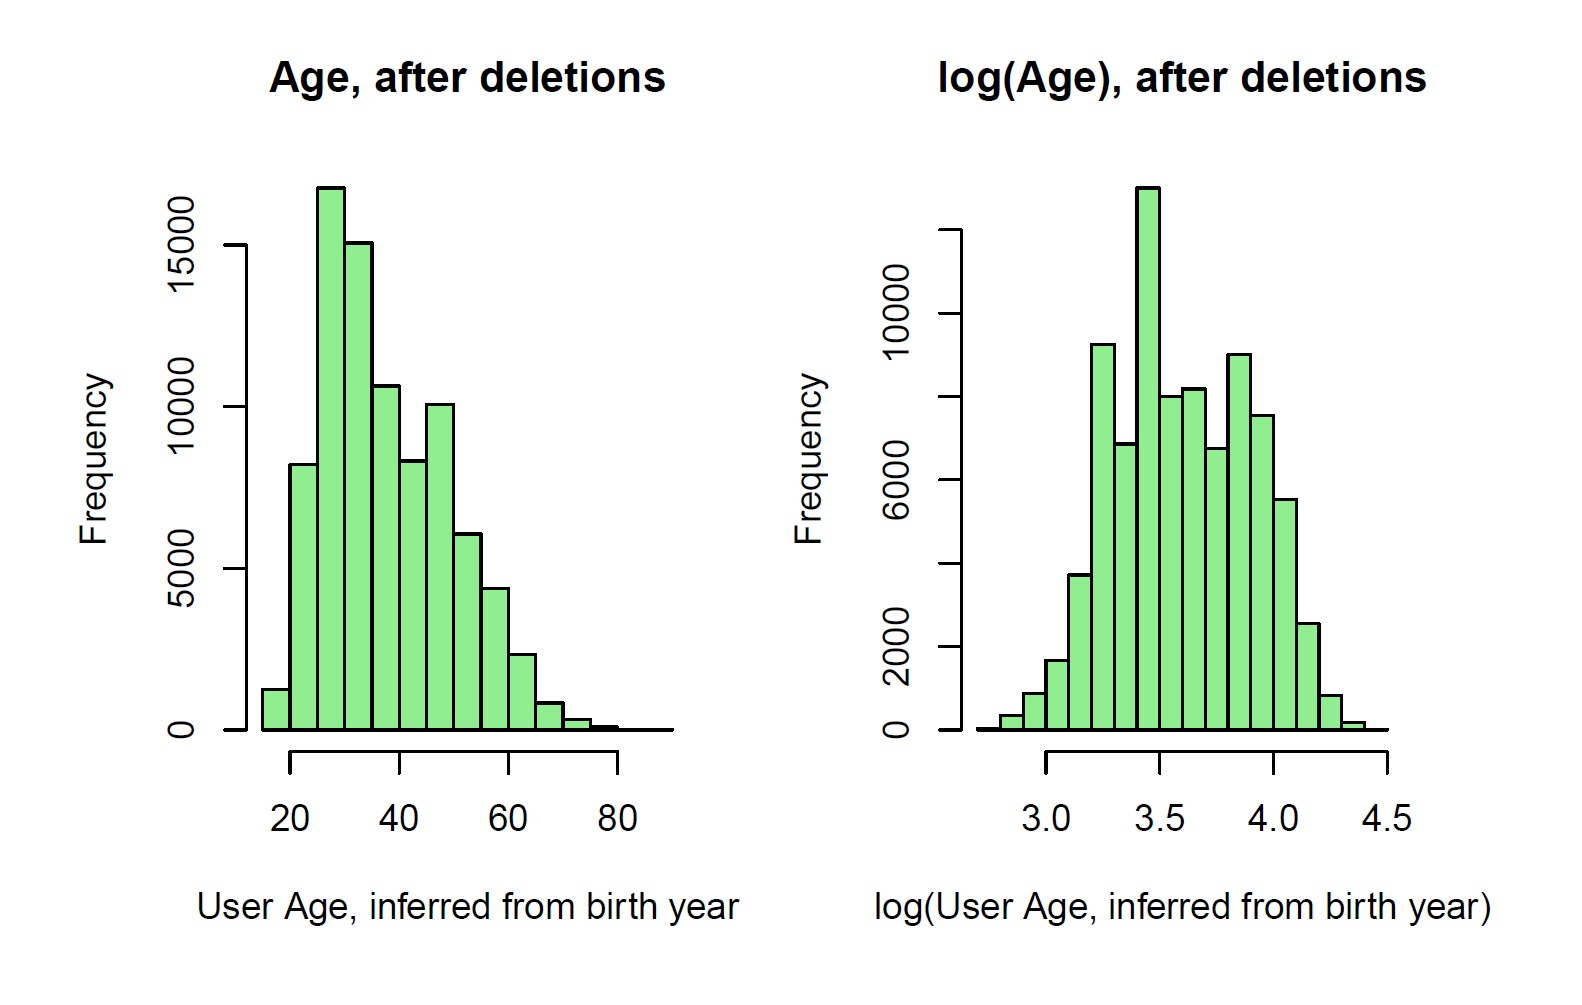 Age, after deletions
Frequency
15000
10000
5000
0
20 40 60 80
User Age, inferred from birth year
log(Age), after deletions
Frequency
10000
6000
2000
0
3.0 3.5 4.0 4.5
log(User Age, inferred from birth year)